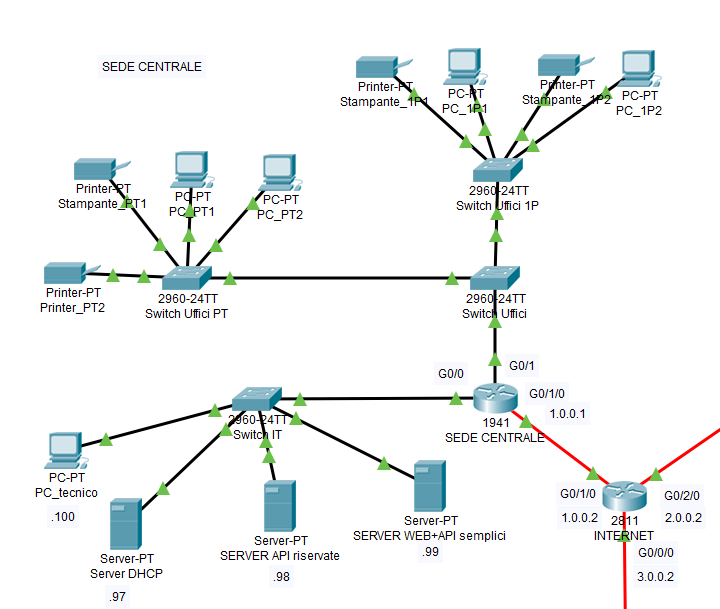 SEDE CENTRALE
Printer-PT
Stampante_1P1
PC-PT
PC_1P1
Printer-PT
Stampante_1P2
PC-PT
PC_1P2
2960-24TT
Switch Uffici 1P
Printer-PT
Stampante_PT1
PC-PT
PC_PT1
PC-PT
PC_PT2
Printer-PT
Printer_PT2
2960-24TT
Switch Uffici PT
2960-24TT
Switch Uffici
G0/0
G0/1
G0/1/0
1.0.0.1
1941
SEDE CENTRALE
2960-24TT
Switch IT
PC-PT
PC_tecnico
.100
Server-PT
Server DHCP
.97
Server-PT
SERVER API riservate
.98
Server-PT
SERVER WEB+API semplici
.99
G0/1/0
1.0.0.2
2811
INTERNET
G0/2/0
2.0.0.2
G0/0/0
3.0.0.2